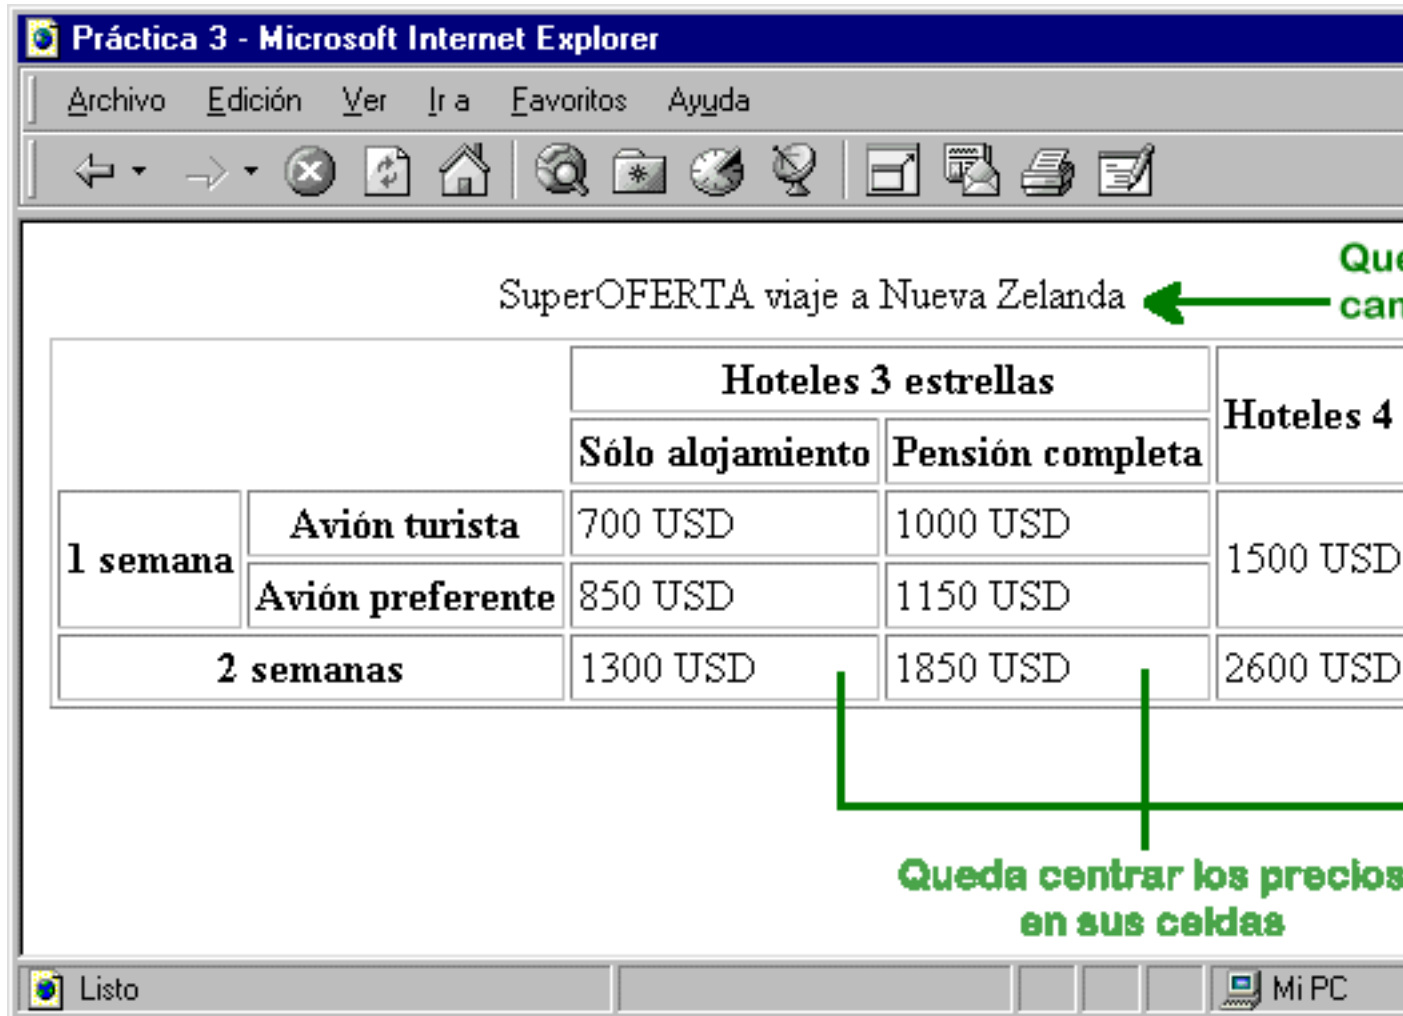 Práctica 3 - Microsoft Internet Explorer
Archivo Edición Ver Ir a Favoritos Ayuda
SuperOFERTA viaje a Nueva Zelanda
Hoteles 3 estrellas
Hoteles 4
Sólo alojamiento Pensión completa
1 semana
Avión turista 700 USD 1000 USD
1500 USD
Avión preferente 850 USD 1150 USD
2 semanas 1300 USD 1850 USD 2600 USD
Queda centrar los precios
en sus celdas
Listo Mi PC